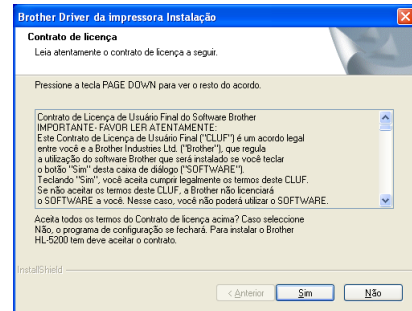 Brother Driver da impressora Instalação
Contrato de licença
Leia atentamente o contrato de licença a seguir.
Pressione a tecla PAGE DOWN para ver o resto do acordo.
Contrato de Licença de Usuário Final do Software Brother
IMPORTANTE- FAVOR LER ATENTAMENTE:
Este Contrato de Licença de Usuário Final ("CLUF") é um acordo legal
entre você e a Brother Industries Ltd. ("Brother"), que regula
a utilização do software Brother que será instalado se você teclar
o botão "Sim" desta caixa de diálogo ("SOFTWARE").
Teclando "Sim", você aceita cumprir legalmente os termos deste CLUF.
Se não aceitar os termos deste CLUF, a Brother não licenciará
o SOFTWARE a você. Nesse caso, você não poderá utilizar o SOFTWARE.
Aceita todos os termos do Contrato de licença acima? Caso seleccione
Não, o programa de configuração se fechará. Para instalar o Brother
HL-5200 tem deve aceitar o contrato.
InstallShield
< Anterior Sim Não